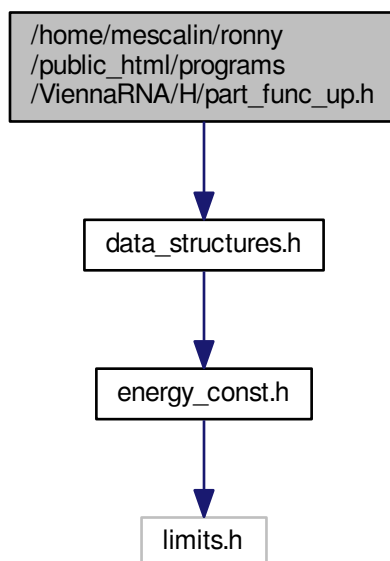 /home/mescalin/ronny
/public_html/programs
/ViennaRNA/H/part_func_up.h
data_structures.h
energy_const.h
limits.h